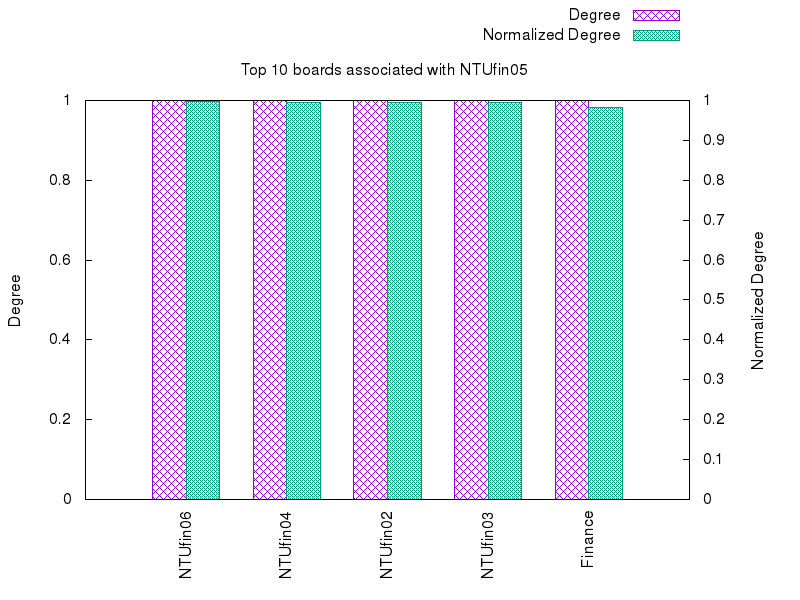 Degree
Normalized Degree
Top 10 boards associated with NTUfin05
1
0.8
0.6
0.4
0.2
0
Degree
1
0.9
0.8
0.7
0.6
0.5
0.4
0.3
0.2
0.1
0
Normalized Degree
NTUfin06
NTUfin04
NTUfin02
NTUfin03
Finance